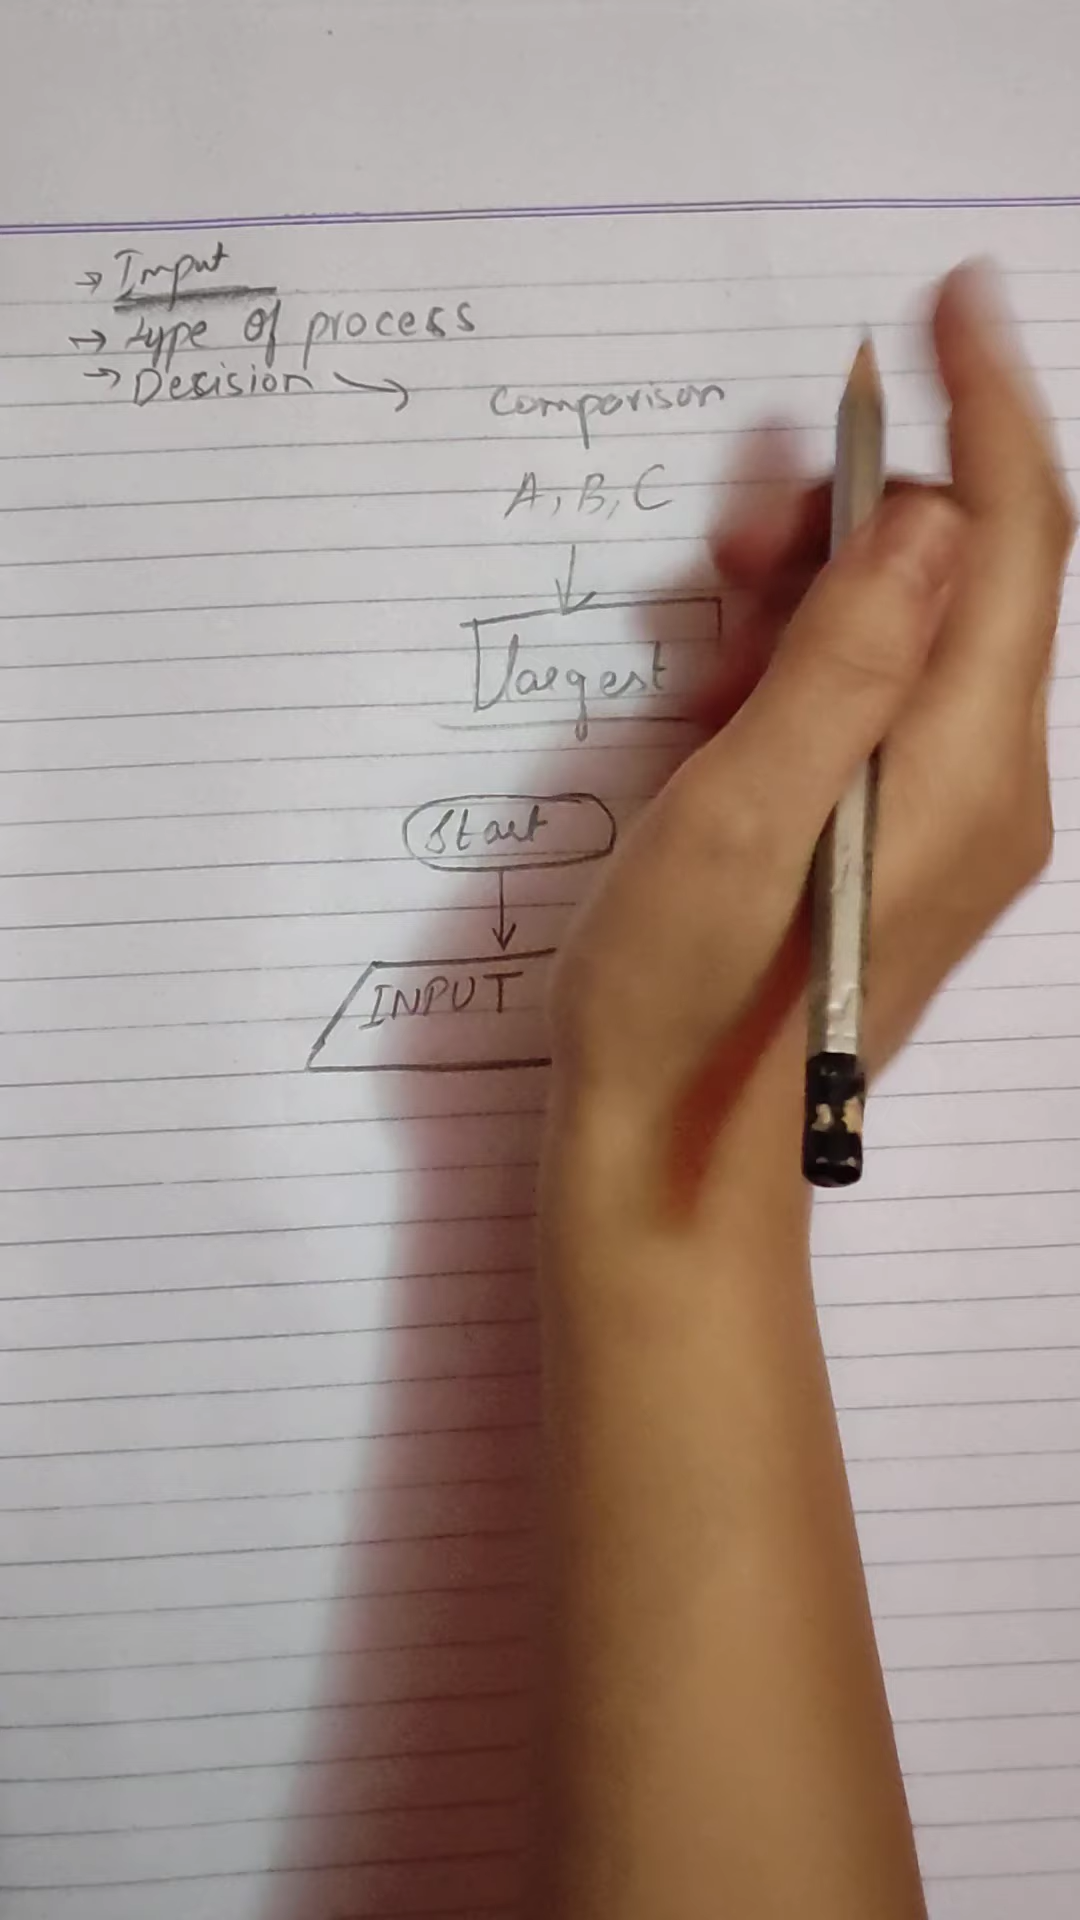 → Input
→ type of process
→ Decision → comparison
A, B, C
largest
Start
INPUT